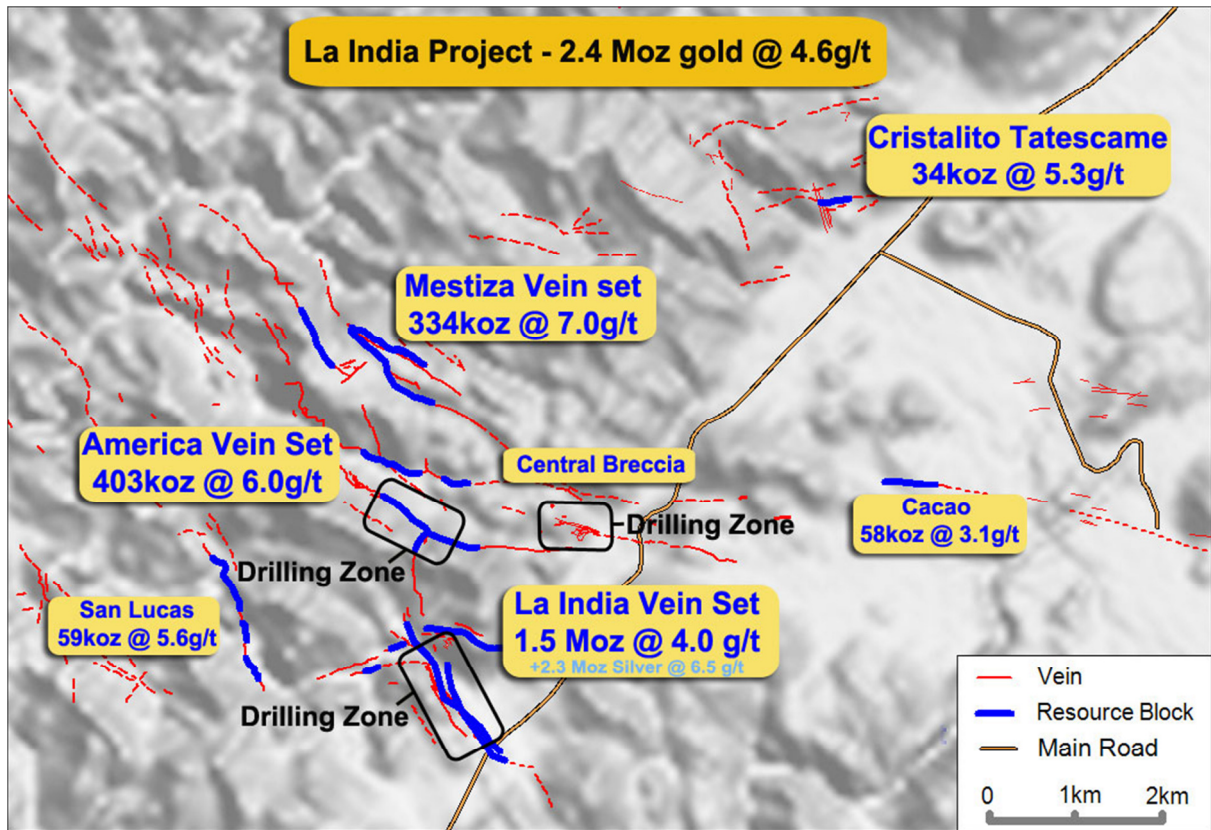 La India Project - 2.4 Moz gold @ 4.6g/t
Cristalito Tatescame
34koz @ 5.3g/t
Mestiza Vein set
334koz @ 7.0g/t
America Vein Set
403koz @ 6.0g/t
Central Breccia
Cacao
58koz @ 3.1g/t
Drilling Zone
Drilling Zone
San Lucas
59koz @ 5.6g/t
La India Vein Set
1.5 Moz @ 4.0 g/t
+2.3 Moz Silver @ 6.5 g/t
Drilling Zone
Vein
Resource Block
Main Road
0 1km 2km